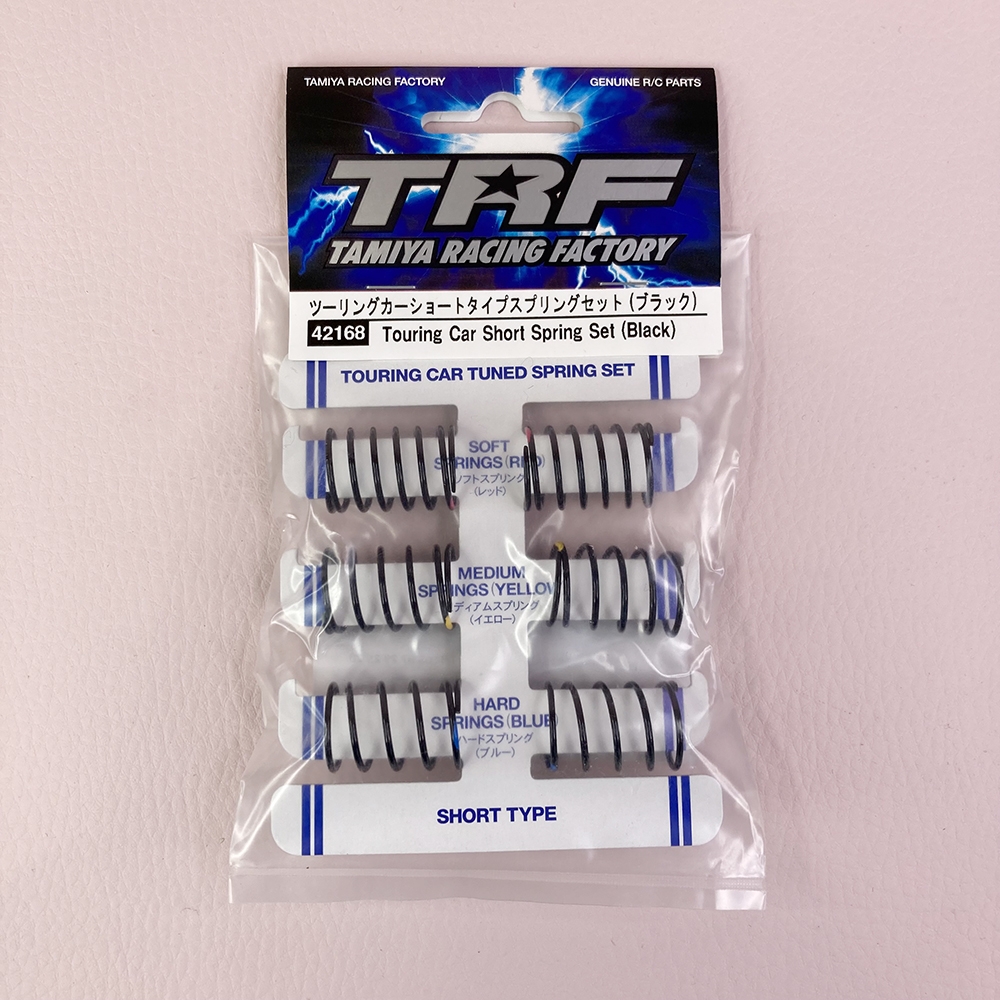 TAMIYA RACING FACTORY GENUINE R/C PARTS
TRF
TAMIYA RACING FACTORY
ツーリングカーショートタイプスプリングセット (ブラック)
42168 Touring Car Short Spring Set (Black)
TOURING CAR TUNED SPRING SET
SOFT
SPRINGS (RED)
ソフトスプリング
(レッド)
MEDIUM
SPRINGS (YELLOW
ディアムスプリング
(イエロー)
HARD
SPRINGS (BLUE)
ハードスプリング
(ブルー)
SHORT TYPE